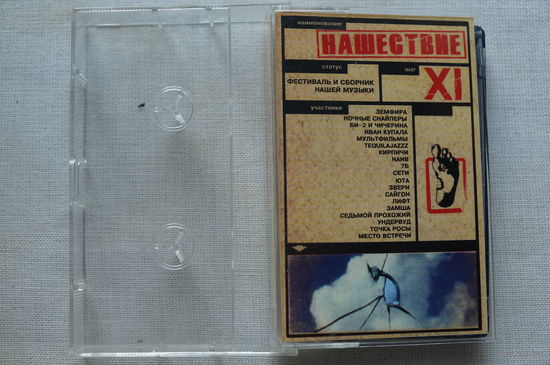 наименование
НАШЕСТВИЕ
статус
шаг
ФЕСТИВАЛЬ И СБОРНИК
НАШЕЙ МУЗЫКИ
XI
участники
ЗЕМФИРА
НОЧНЫЕ СНАЙПЕРЫ
БИ-2 И ЧИЧЕРИНА
ИВАН КУПАЛА
МУЛЬТФИЛЬМЫ
TEQUILAJAZZZ
КИРПИЧИ
НАИВ
7Б
СЕТИ
ЮТА
ЗВЕРИ
САЙГОН
ЛИФТ
ЗАМША
СЕДЬМОЙ ПРОХОЖИЙ
УНДЕРВУД
ТОЧКА РОСЫ
МЕСТО ВСТРЕЧИ